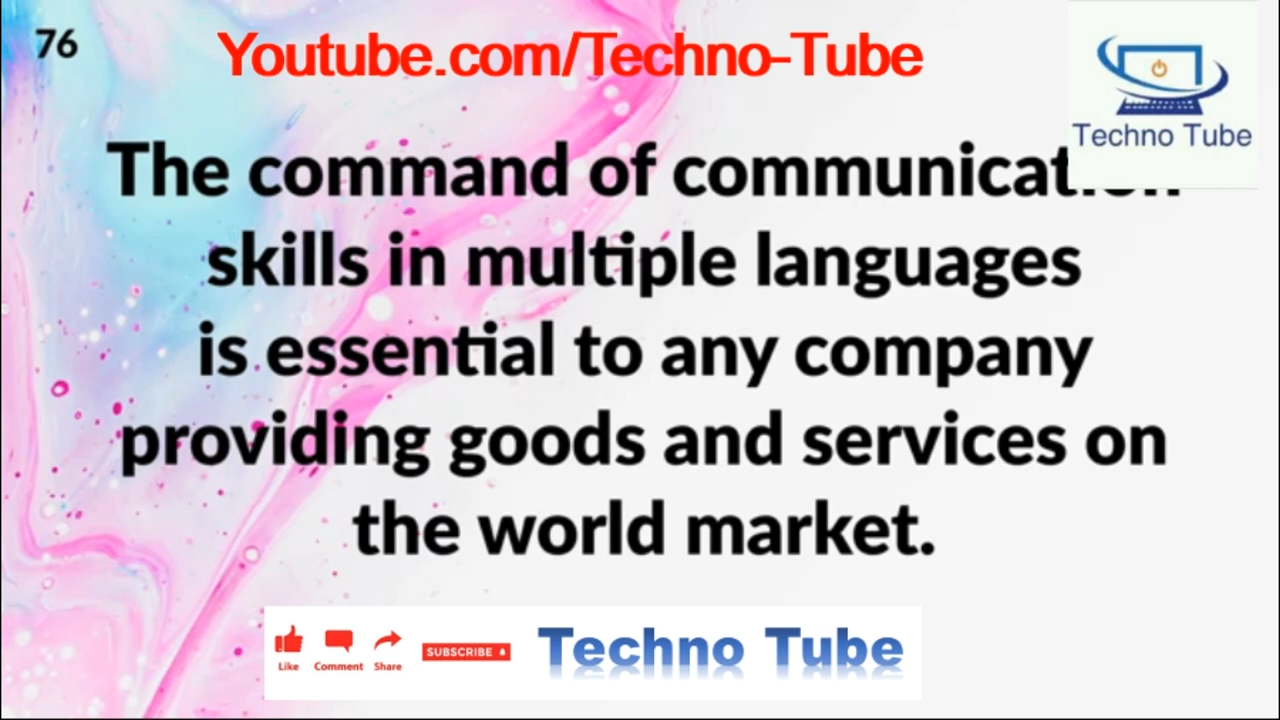 76
Youtube.com/Techno-Tube
Techno Tube
The command of communication
skills in multiple languages
is essential to any company
providing goods and services on
the world market.
Like Comment Share
SUBSCRIBE
Techno Tube